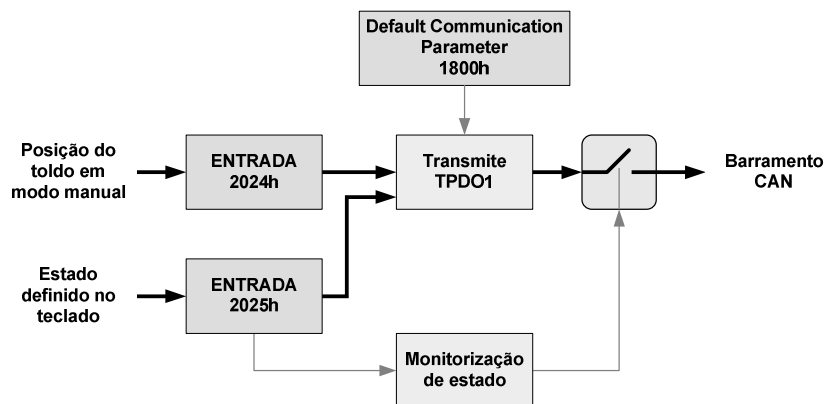 Default Communication
Parameter
1800h
Posição do
toldo em
modo manual
ENTRADA
2024h
Transmite
TPDO1
Barramento
CAN
Estado
definido no
teclado
ENTRADA
2025h
Monitorização
de estado